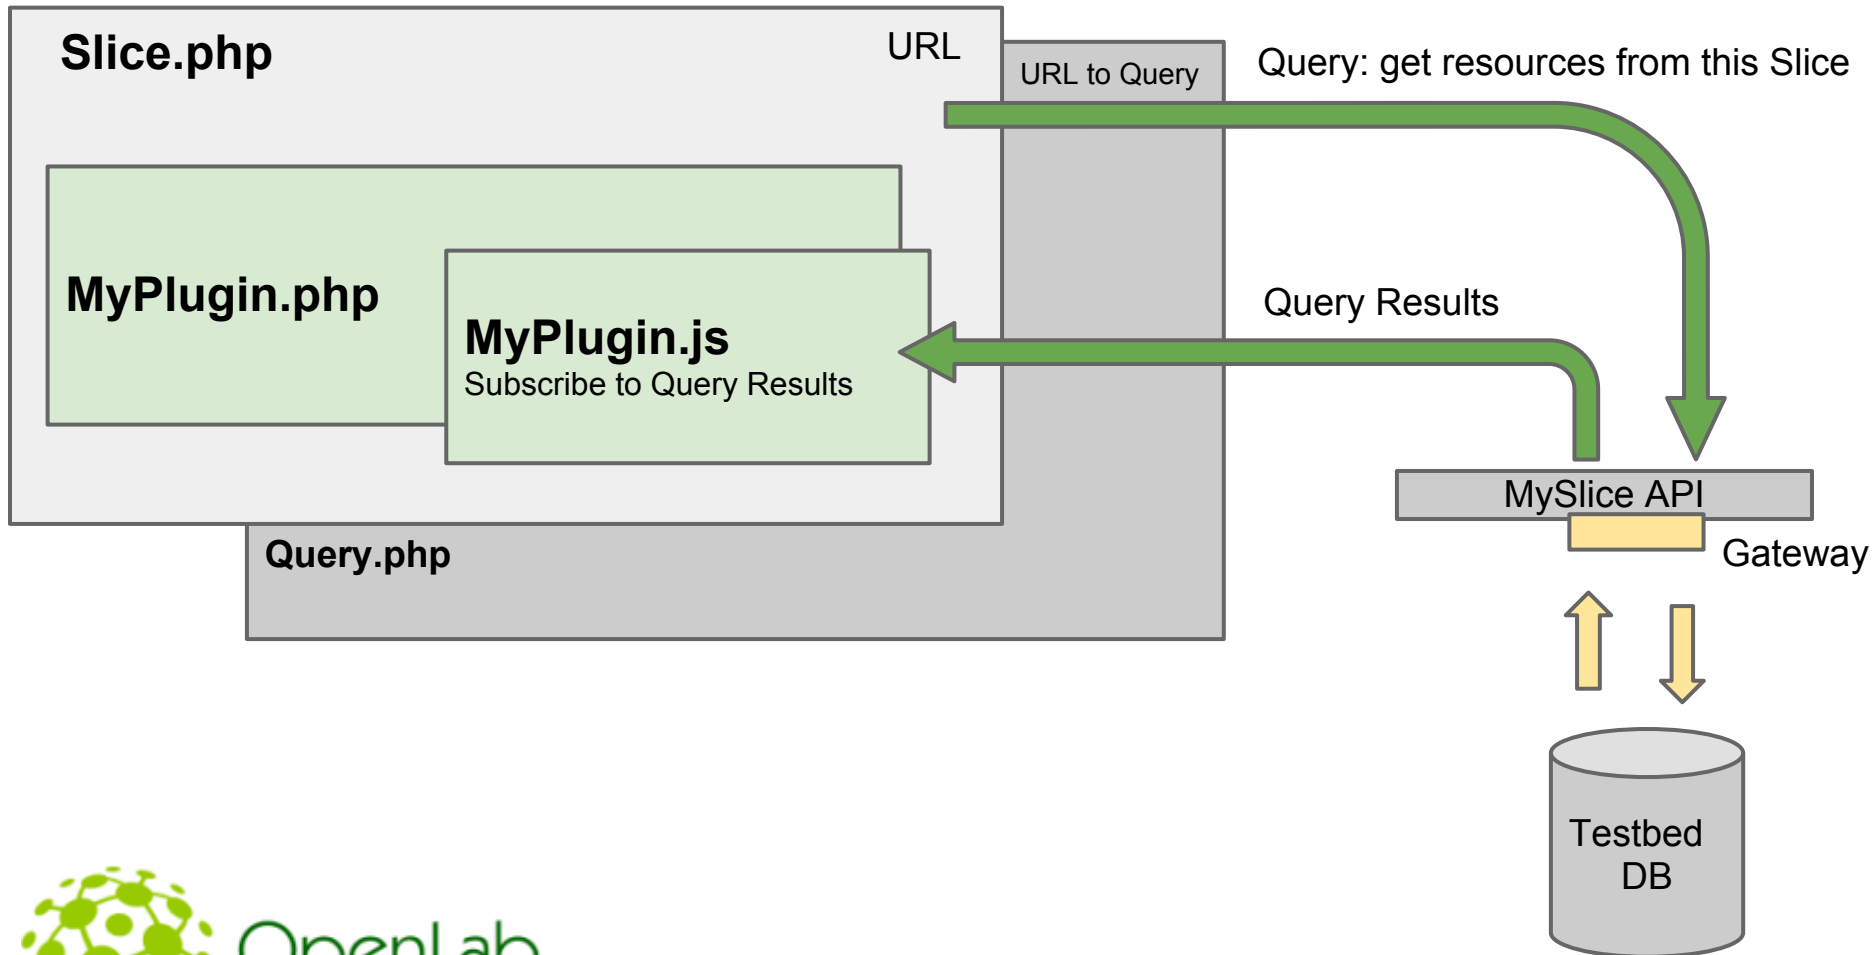 Slice.php
URL
URL to Query
Query: get resources from this Slice
MyPlugin.php
MyPlugin.js
Subscribe to Query Results
Query Results
MySlice API
Gateway
Query.php
Testbed
DB
OpenLab